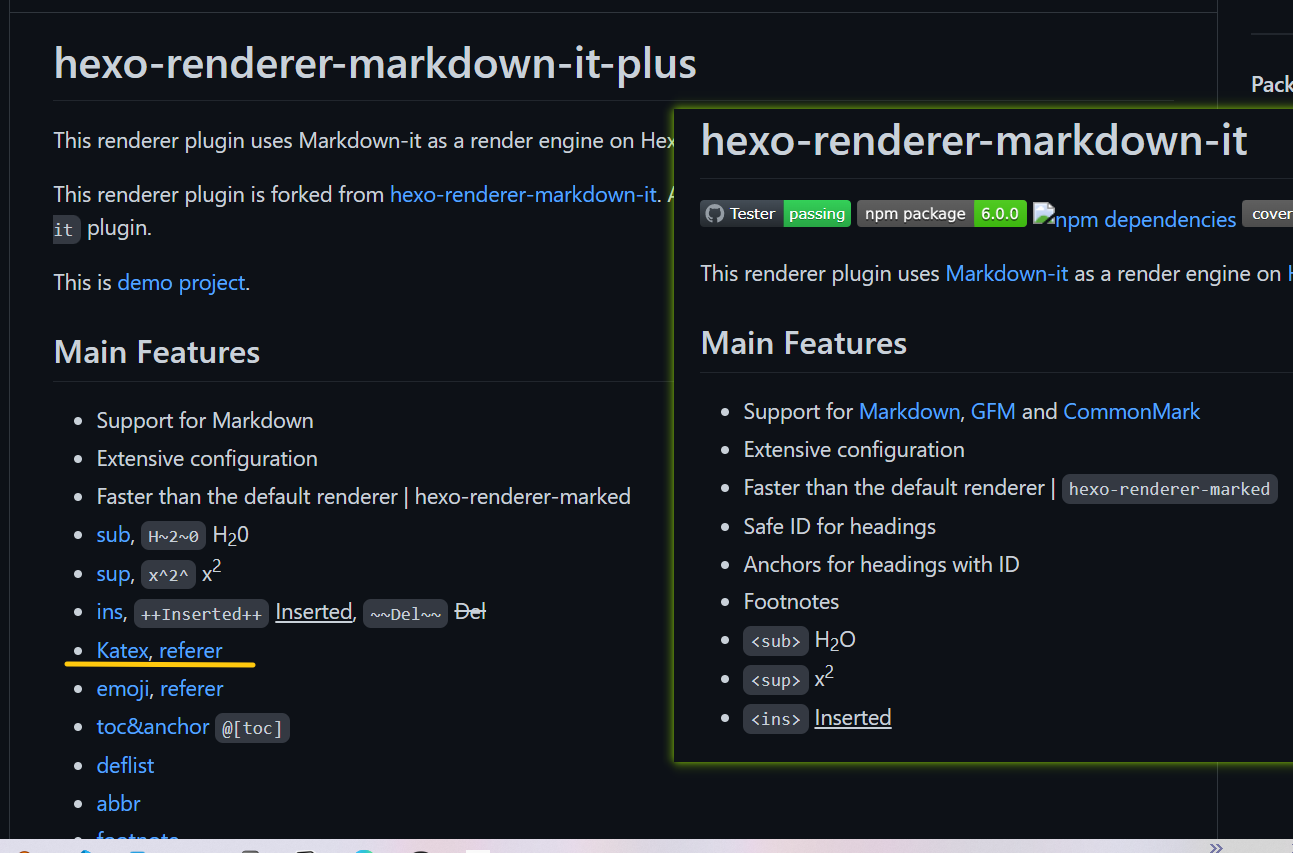 hexo-renderer-markdown-it-plus
This renderer plugin uses Markdown-it as a render engine on Hex
This renderer plugin is forked from hexo-renderer-markdown-it. A
it plugin.
This is demo project.
Main Features
Support for Markdown
Extensive configuration
Faster than the default renderer | hexo-renderer-marked
sub, H~2~0 H20
sup, x^2^ x2
ins, ++Inserted++ Inserted, ~~Del~~ Del
Katex, referer
emoji, referer
toc&anchor @[toc]
deflist
abbr
footnote
Pack
hexo-renderer-markdown-it
Tester passing npm package 6.0.0 npm dependencies cover
This renderer plugin uses Markdown-it as a render engine on H
Main Features
Support for Markdown, GFM and CommonMark
Extensive configuration
Faster than the default renderer | hexo-renderer-marked
Safe ID for headings
Anchors for headings with ID
Footnotes
<sub> H2O
<sup> x2
<ins> Inserted